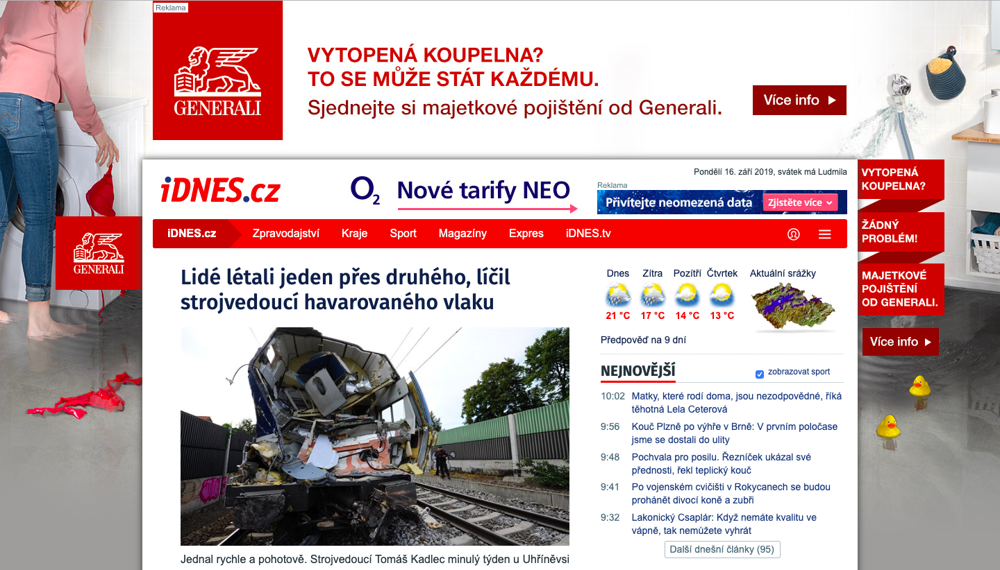 Reklama
GENERALI
VYTOPENÁ KOUPELNA?
TO SE MŮŽE STÁT KAŽDÉMU.
Sjednejte si majetkové pojištění od Generali.
Více info
iDNES.cz
O2 Nové tarify NEO
Pondělí 16. září 2019, svátek má Ludmila
Reklama
Přivítejte neomezená data
Zjistěte více
iDNES.cz Zpravodajství Kraje Sport Magazíny Expres iDNES.tv
GENERALI
VYTOPENÁ
KOUPELNA?
ŽÁDNÝ
PROBLÉM!
MAJETKOVÉ
POJIŠTĚNÍ
OD GENERALI.
Více info
Lidé létali jeden přes druhého, líčil
strojvedoucí havarovaného vlaku
Jednal rychle a pohotově. Strojvedoucí Tomáš Kadlec minulý týden u Uhříněvsi
Dnes Zítra Pozítří Čtvrtek Aktuální srážky
21 °C 17 °C 14 °C 13 °C
Předpověď na 9 dní
NEJNOVĚJŠÍ
zobrazovat sport
10:02 Matky, které rodí doma, jsou nezodpovědné, říká
těhotná Lela Ceterová
9:56 Kouč Plzně po výhře v Brně: V prvním poločase
jsme se dostali do ulity
9:48 Pochvala pro posilu. Řezníček ukázal své
přednosti, řekl teplický kouč
9:41 Po vojenském cvičišti v Rokycanech se budou
prohánět divocí koně a zubři
9:32 Lakonický Csaplár: Když nemáte kvalitu ve
vápně, tak nemůžete vyhrát
Další dnešní články (95)